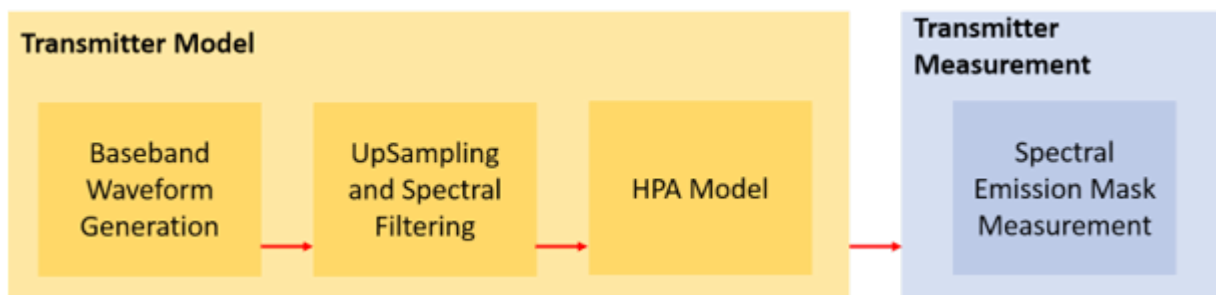 Transmitter Model
Baseband
Waveform
Generation
UpSampling
and Spectral
Filtering
HPA Model
Transmitter
Measurement
Spectral
Emission Mask
Measurement